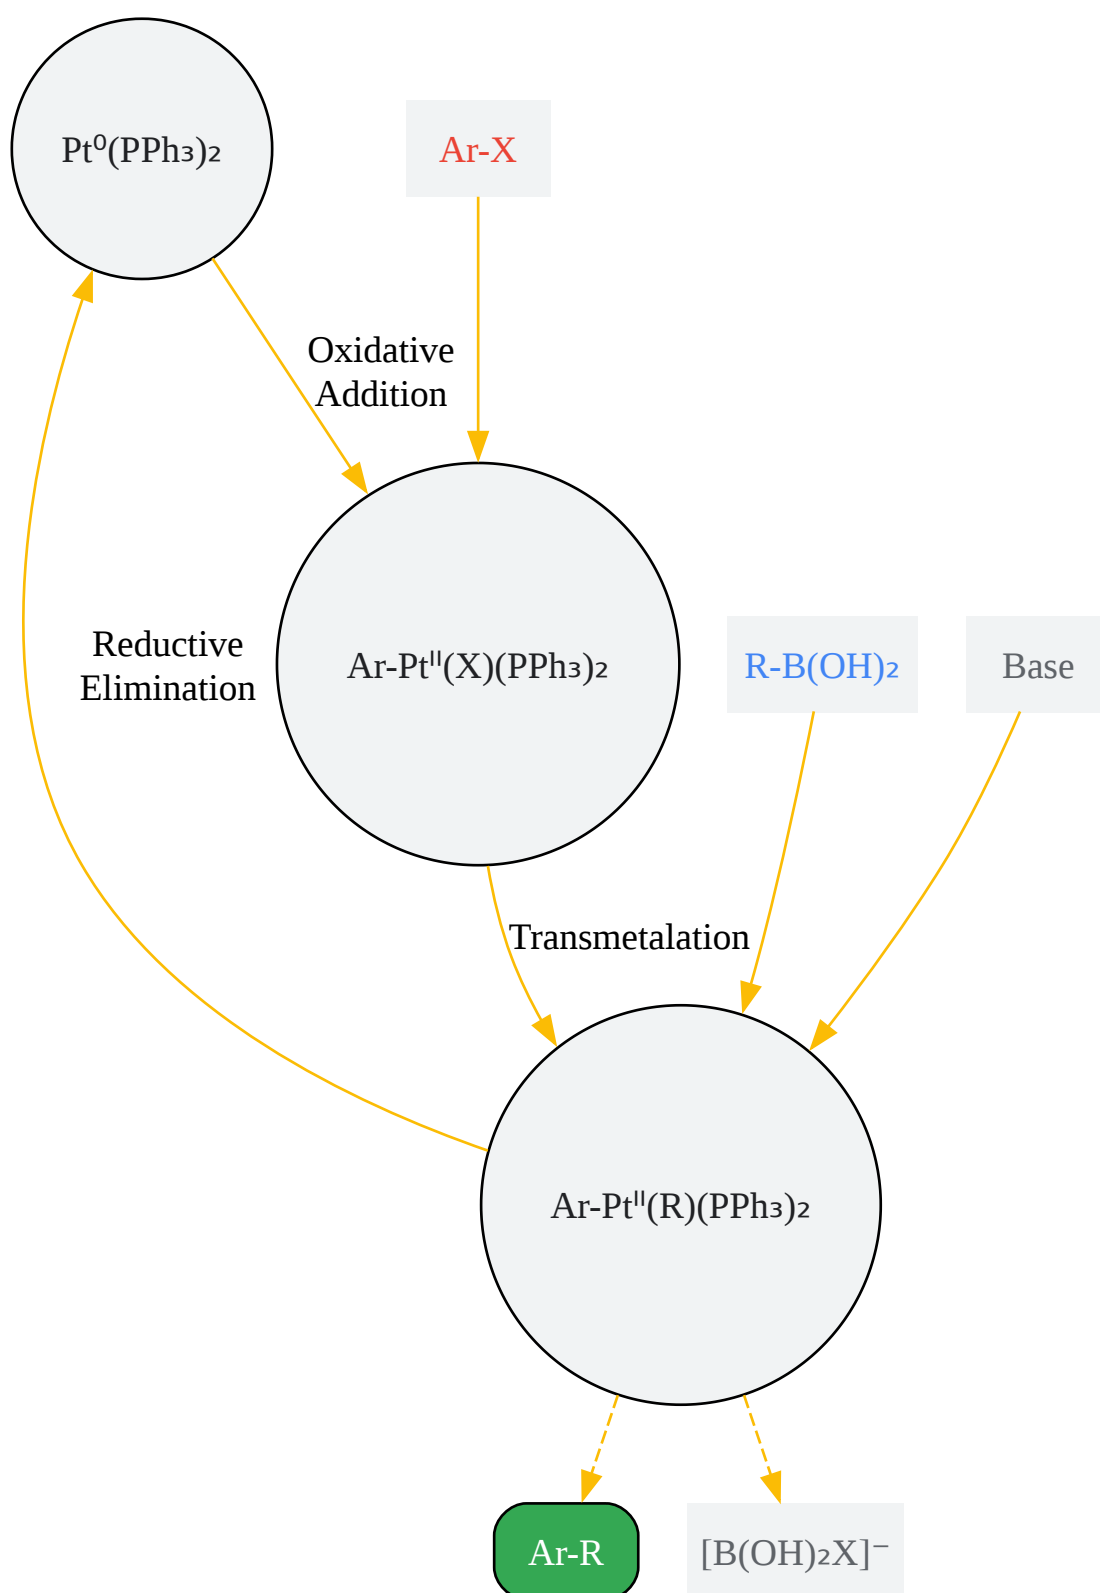 Pt⁰(PPh₃)₂
Ar-X
Oxidative
Addition
Reductive
Elimination
Ar-Ptᴵᴵ(X)(PPh₃)₂
R-B(OH)₂
Base
Transmetalation
Ar-Ptᴵᴵ(R)(PPh₃)₂
Ar-R
[B(OH)₂X]⁻